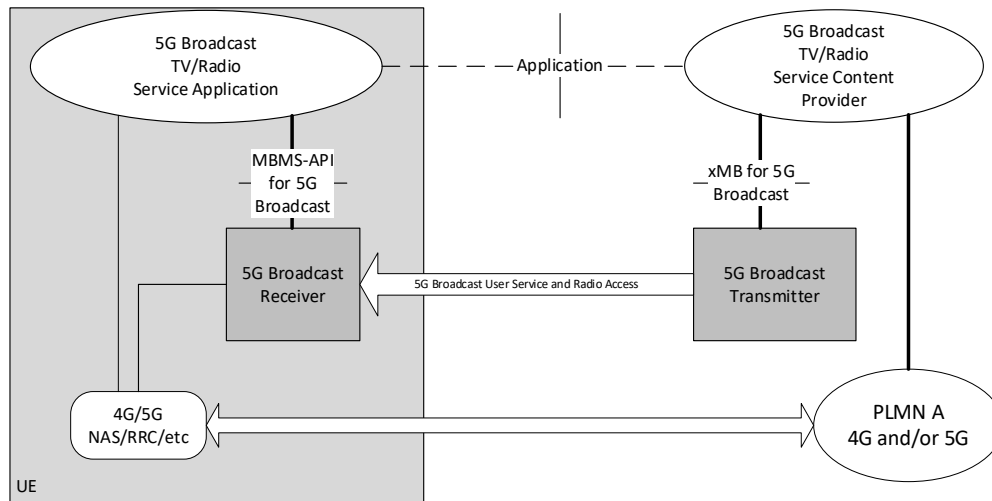 5G Broadcast
TV/Radio
Service Application
Application
5G Broadcast
TV/Radio
Service Content
Provider
MBMS-API
for 5G
Broadcast
xMB for 5G
Broadcast
5G Broadcast
Receiver
5G Broadcast User Service and Radio Access
5G Broadcast
Transmitter
4G/5G
NAS/RRC/etc
PLMN A
4G and/or 5G
UE